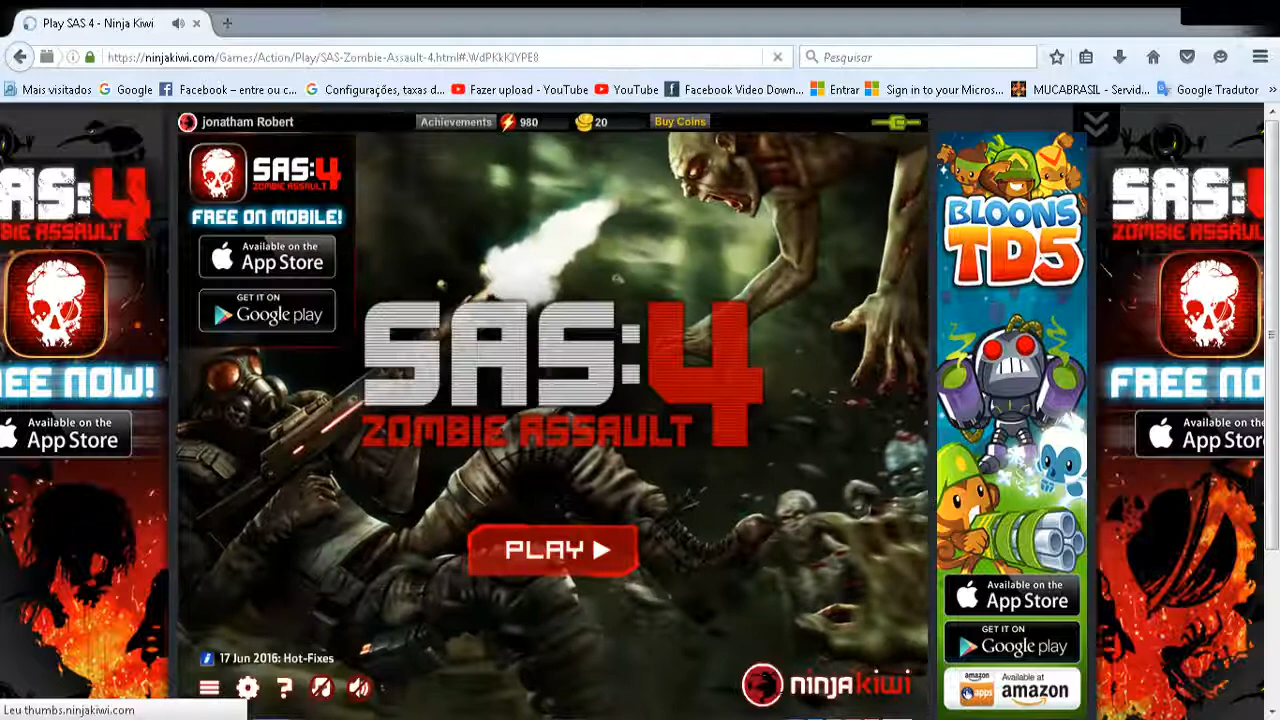 Play SAS 4 - Ninja Kiwi
https://ninjakiwi.com/Games/Action/Play/SAS-Zombie-Assault-4.html#.WdPKkKJYPE8
Pesquisar
Mais visitados
Google
Facebook – entre ou c...
Configurações, taxas d...
Fazer upload - YouTube
YouTube
Facebook Video Down...
Entrar
Sign in to your Micros...
MUCABRASIL - Servid...
Google Tradutor
jonatham Robert
Achievements
980
20
Buy Coins
SAS:4
ZOMBIE ASSAULT
FREE ON MOBILE!
Available on the
App Store
GET IT ON
Google play
SAS:4
ZOMBIE ASSAULT
PLAY
17 Jun 2016: Hot-Fixes
ninjakiwi
BLOONS
TD5
Available on the
App Store
GET IT ON
Google play
amazon
apps
Available at
amazon
SAS:4
ZOMBIE ASSAULT
FREE NOW!
Available on the
App Store
SAS:4
ZOMBIE ASSAUL
FREE NO
Available on the
App Stor
Leu thumbs.ninjakiwi.com